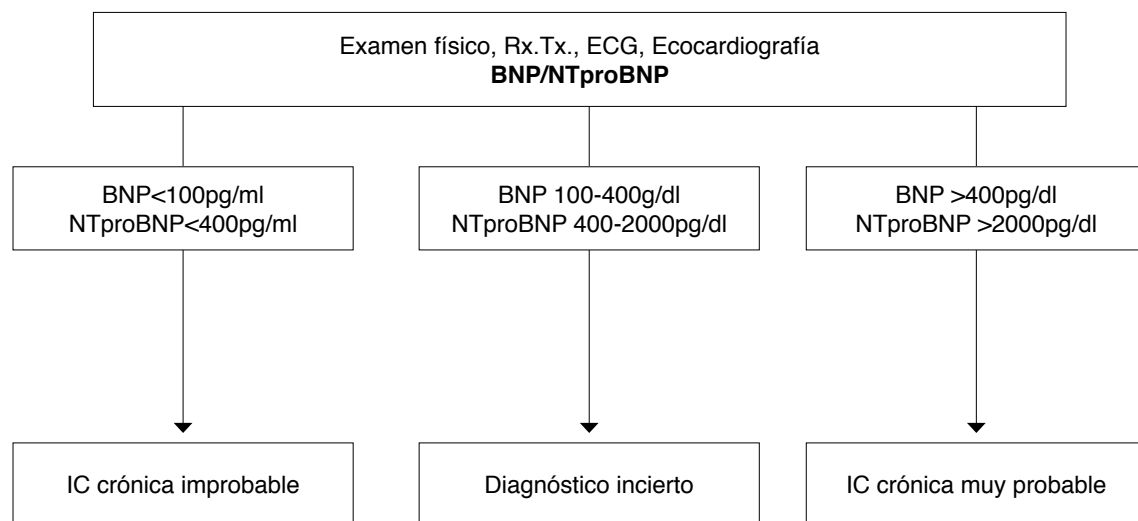 Examen físico, Rx.Tx., ECG, Ecocardiografía
BNP/NTproBNP
BNP<100pg/ml
NTproBNP<400pg/ml
BNP 100-400g/dl
NTproBNP 400-2000pg/dl
BNP >400pg/dl
NTproBNP >2000pg/dl
IC crónica improbable
Diagnóstico incierto
IC crónica muy probable